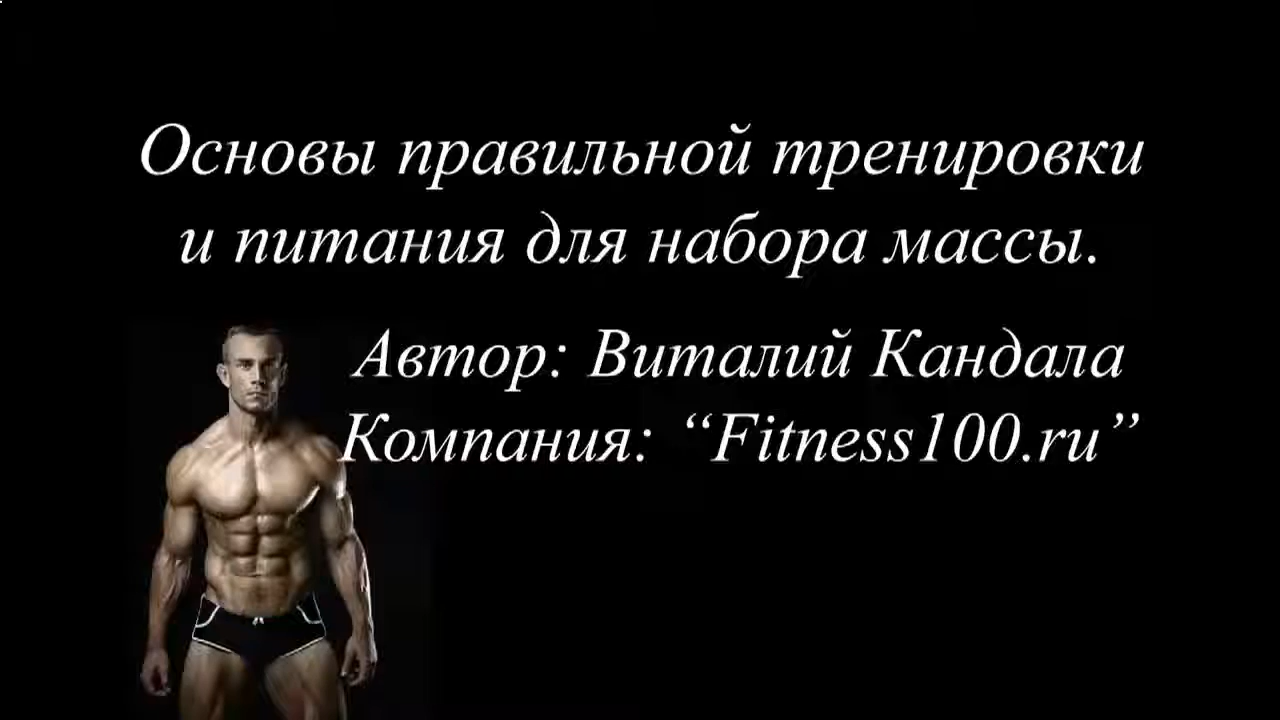 Основы правильной тренировки
и питания для набора массы.
Автор: Виталий Кандала
Компания: “Fitness100.ru”